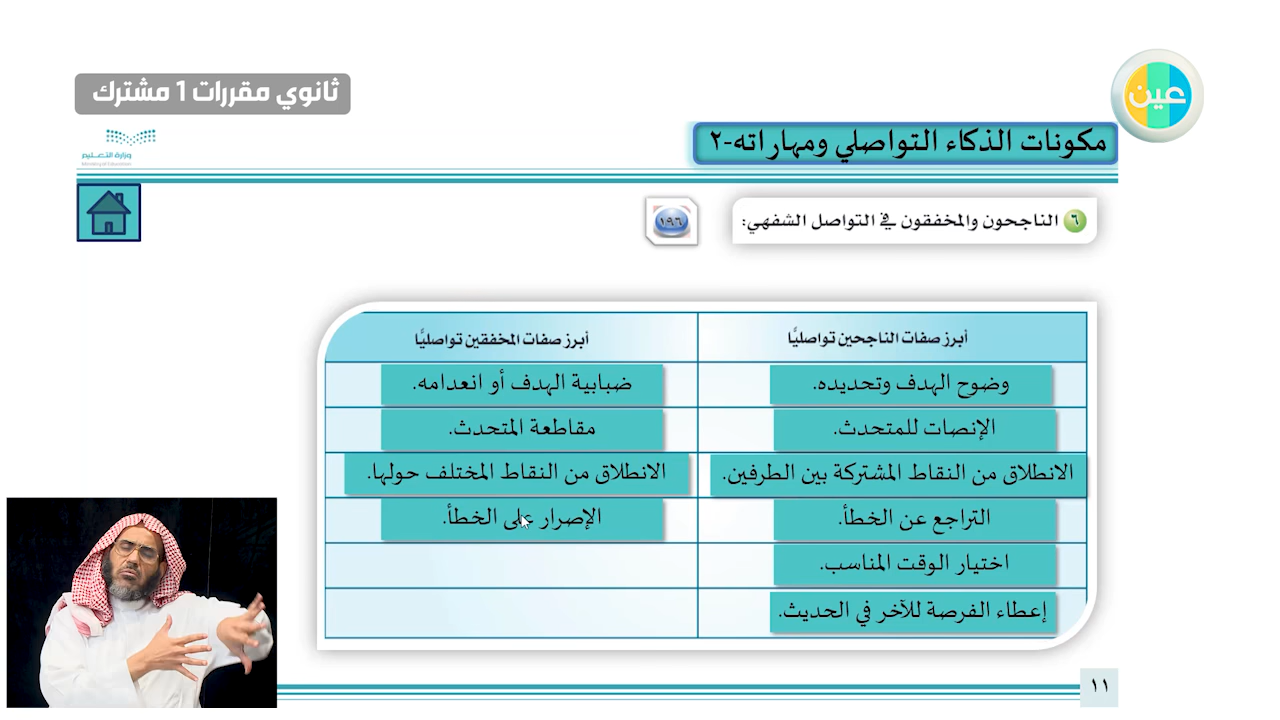 ثانوي مقررات 1 مشترك
عين
وزارة التعليم
Ministry of Education
مكونات الذكاء التواصلي ومهاراته-٢
٦ الناجحون والمخفقون في التواصل الشفهي:
١٩٦
أبرز صفات الناجحين تواصليًّا
أبرز صفات المخفقين تواصليًّا
وضوح الهدف وتحديده.
ضبابية الهدف أو انعدامه.
الإنصات للمتحدث.
مقاطعة المتحدث.
الانطلاق من النقاط المشتركة بين الطرفين.
الانطلاق من النقاط المختلف حولها.
التراجع عن الخطأ.
الإصرار على الخطأ.
اختيار الوقت المناسب.
إعطاء الفرصة للآخر في الحديث.
١١